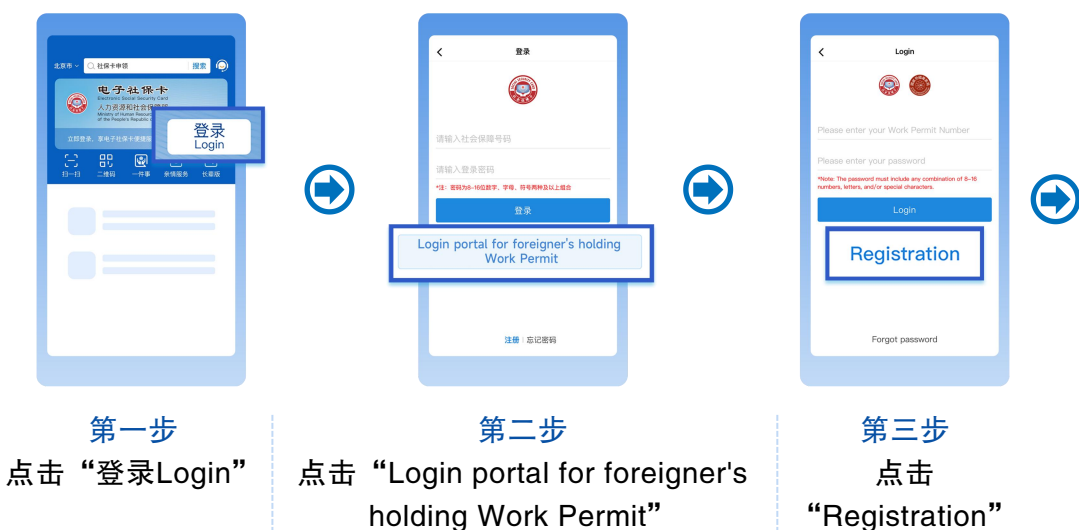 北京市
社保卡申领
搜索
电子社保卡
Electronic Social Security Card
人力资源和社会保障部
Ministry of Human Resour
of the People's Republic o
立即登录，享电子社保卡便捷服
登录
Login
扫一扫
二维码
一件事
亲情服务
长辈版
第一步
点击“登录Login”
登录
请输入社会保障号码
请输入登录密码
*注：密码为8-16位数字，字母，符号两种及以上组合
登录
Login portal for foreigner's holding
Work Permit
注册
忘记密码
第二步
点击“Login portal for foreigner's
holding Work Permit”
Login
Please enter your Work Permit Number
Please enter your password
*Note: The password must include any combination of 8-16
numbers, letters, and/or special characters.
Login
Registration
Forgot password
第三步
点击
“Registration”